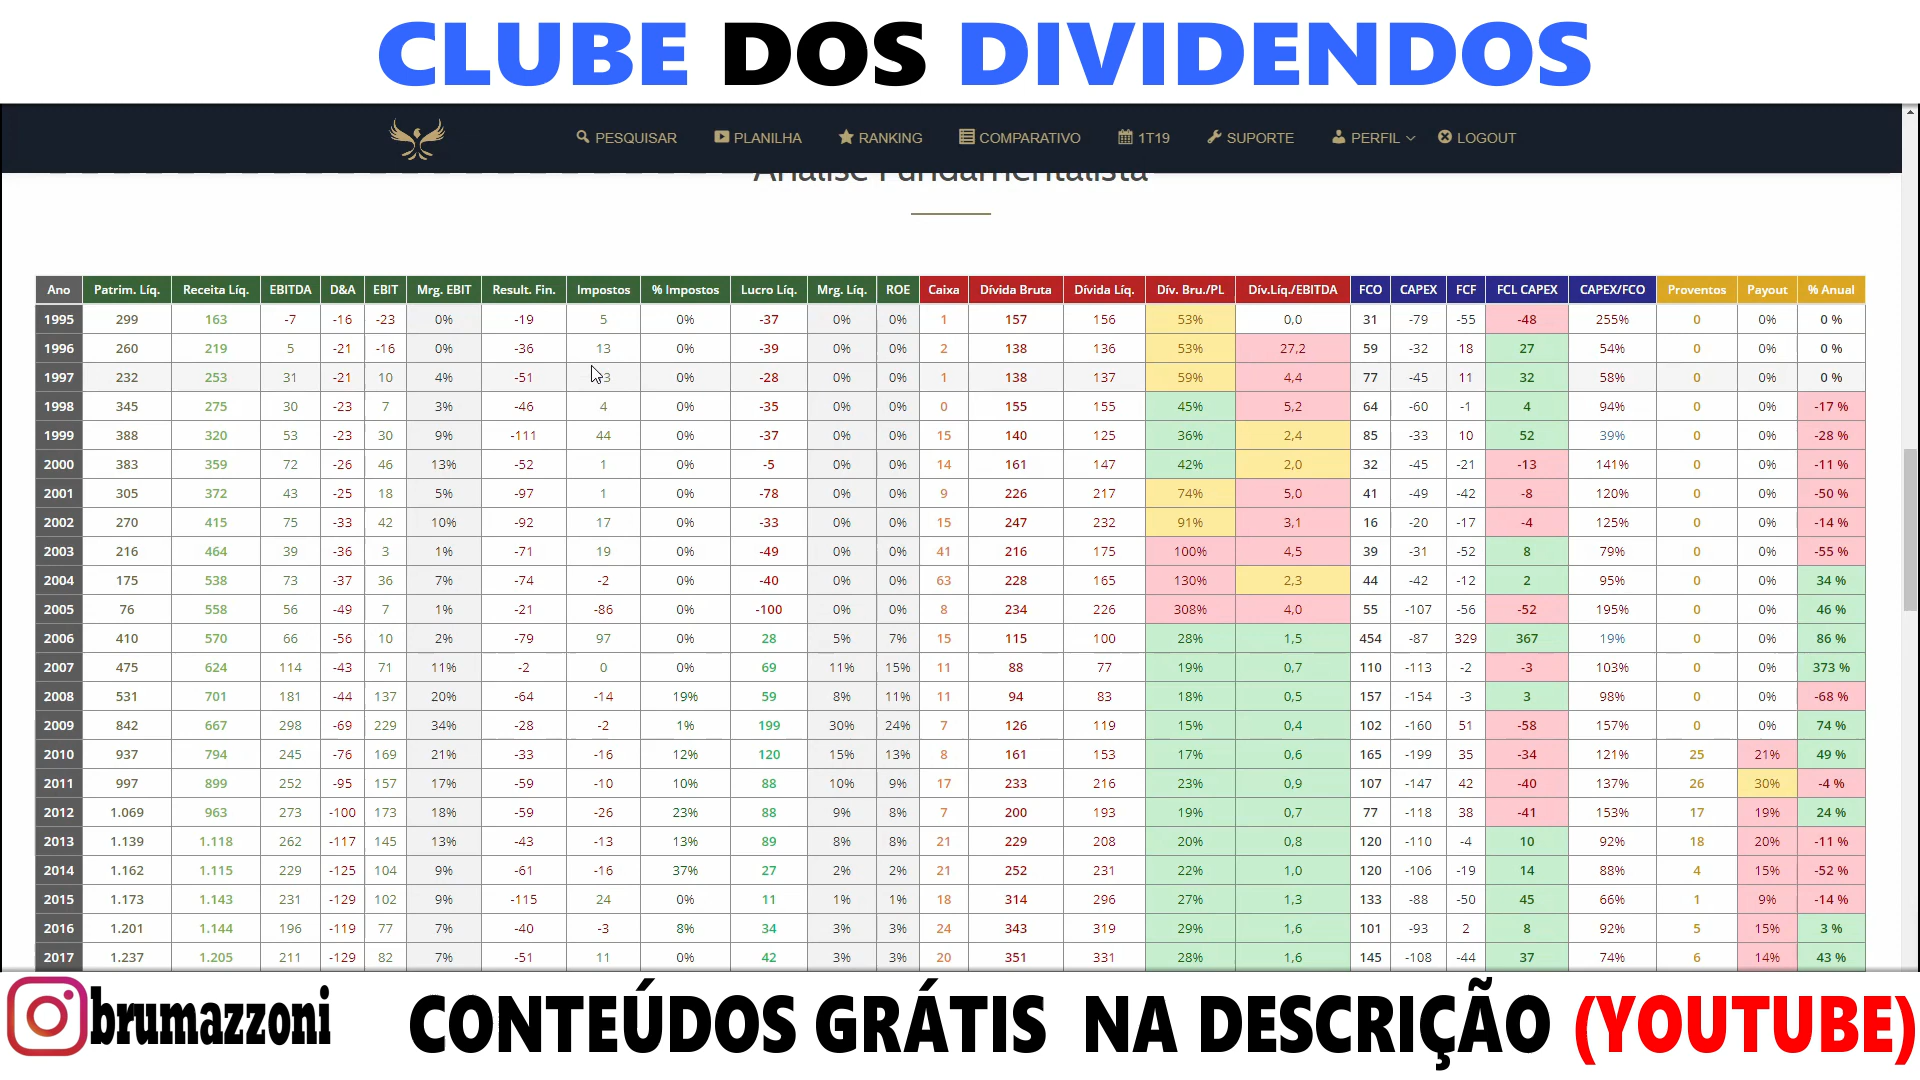 CLUBE DOS DIVIDENDOS
PESQUISAR PLANILHA RANKING COMPARATIVO 1T19 SUPORTE PERFIL LOGOUT
Análise Fundamentalista
Ano Patrim. Líq. Receita Líq. EBITDA D&A EBIT Mrg. EBIT Result. Fin. Impostos % Impostos Lucro Líq. Mrg. Líq. ROE Caixa Dívida Bruta Dívida Líq. Dív. Bru./PL Dív.Líq./EBITDA FCO CAPEX FCF FCL CAPEX CAPEX/FCO Proventos Payout % Anual
1995 299 163 -7 -16 -23 0% -19 5 0% -37 0% 0% 1 157 156 53% 0,0 31 -79 -55 -48 255% 0 0% 0 %
1996 260 219 5 -21 -16 0% -36 13 0% -39 0% 0% 2 138 136 53% 27,2 59 -32 18 27 54% 0 0% 0 %
1997 232 253 31 -21 10 4% -51 3 0% -28 0% 0% 1 138 137 59% 4,4 77 -45 11 32 58% 0 0% 0 %
1998 345 275 30 -23 7 3% -46 4 0% -35 0% 0% 0 155 155 45% 5,2 64 -60 -1 4 94% 0 0% -17 %
1999 388 320 53 -23 30 9% -111 44 0% -37 0% 0% 15 140 125 36% 2,4 85 -33 10 52 39% 0 0% -28 %
2000 383 359 72 -26 46 13% -52 1 0% -5 0% 0% 14 161 147 42% 2,0 32 -45 -21 -13 141% 0 0% -11 %
2001 305 372 43 -25 18 5% -97 1 0% -78 0% 0% 9 226 217 74% 5,0 41 -49 -42 -8 120% 0 0% -50 %
2002 270 415 75 -33 42 10% -92 17 0% -33 0% 0% 15 247 232 91% 3,1 16 -20 -17 -4 125% 0 0% -14 %
2003 216 464 39 -36 3 1% -71 19 0% -49 0% 0% 41 216 175 100% 4,5 39 -31 -52 8 79% 0 0% -55 %
2004 175 538 73 -37 36 7% -74 -2 0% -40 0% 0% 63 228 165 130% 2,3 44 -42 -12 2 95% 0 0% 34 %
2005 76 558 56 -49 7 1% -21 -86 0% -100 0% 0% 8 234 226 308% 4,0 55 -107 -56 -52 195% 0 0% 46 %
2006 410 570 66 -56 10 2% -79 97 0% 28 5% 7% 15 115 100 28% 1,5 454 -87 329 367 19% 0 0% 86 %
2007 475 624 114 -43 71 11% -2 0 0% 69 11% 15% 11 88 77 19% 0,7 110 -113 -2 -3 103% 0 0% 373 %
2008 531 701 181 -44 137 20% -64 -14 19% 59 8% 11% 11 94 83 18% 0,5 157 -154 -3 3 98% 0 0% -68 %
2009 842 667 298 -69 229 34% -28 -2 1% 199 30% 24% 7 126 119 15% 0,4 102 -160 51 -58 157% 0 0% 74 %
2010 937 794 245 -76 169 21% -33 -16 12% 120 15% 13% 8 161 153 17% 0,6 165 -199 35 -34 121% 25 21% 49 %
2011 997 899 252 -95 157 17% -59 -10 10% 88 10% 9% 17 233 216 23% 0,9 107 -147 42 -40 137% 26 30% -4 %
2012 1.069 963 273 -100 173 18% -59 -26 23% 88 9% 8% 7 200 193 19% 0,7 77 -118 38 -41 153% 17 19% 24 %
2013 1.139 1.118 262 -117 145 13% -43 -13 13% 89 8% 8% 21 229 208 20% 0,8 120 -110 -4 10 92% 18 20% -11 %
2014 1.162 1.115 229 -125 104 9% -61 -16 37% 27 2% 2% 21 252 231 22% 1,0 120 -106 -19 14 88% 4 15% -52 %
2015 1.173 1.143 231 -129 102 9% -115 24 0% 11 1% 1% 18 314 296 27% 1,3 133 -88 -50 45 66% 1 9% -14 %
2016 1.201 1.144 196 -119 77 7% -40 -3 8% 34 3% 3% 24 343 319 29% 1,6 101 -93 2 8 92% 5 15% 3 %
2017 1.237 1.205 211 -129 82 7% -51 11 0% 42 3% 3% 20 351 331 28% 1,6 145 -108 -44 37 74% 6 14% 43 %
brumazzoni CONTEÚDOS GRÁTIS NA DESCRIÇÃO (YOUTUBE)